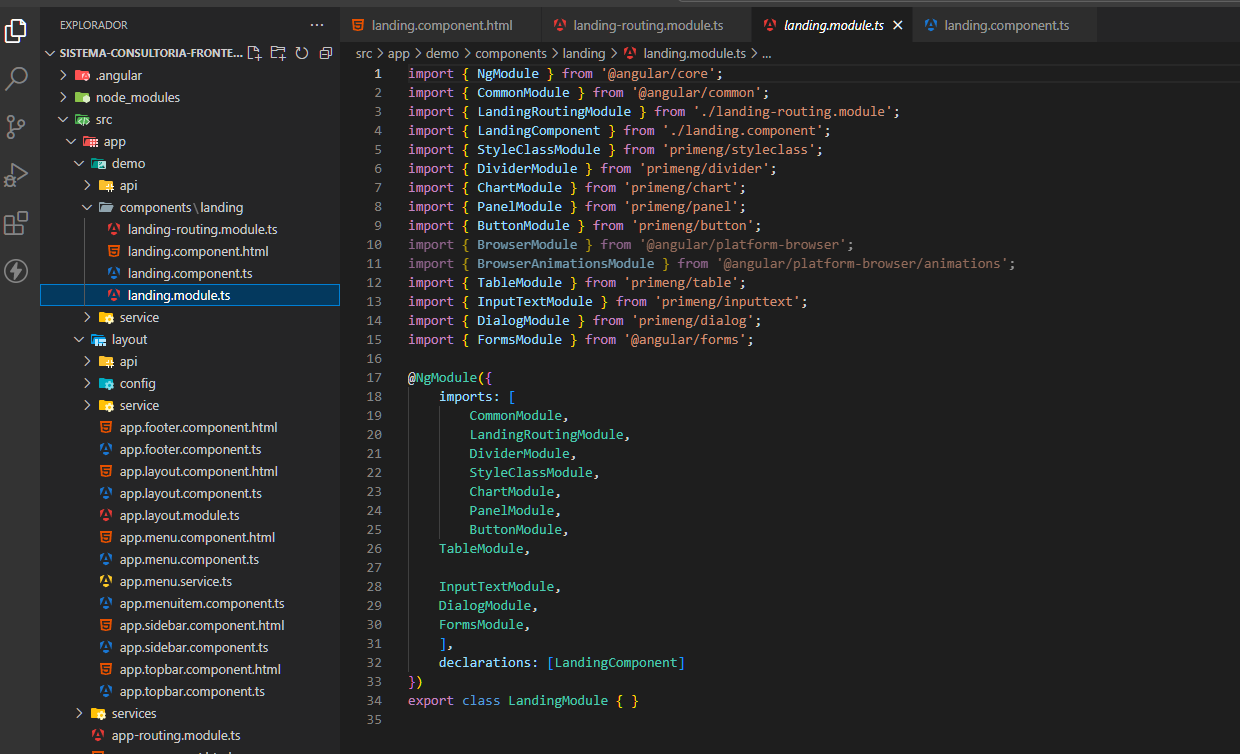 EXPLORADOR
SISTEMA-CONSULTORIA-FRONTE...
.angular
node_modules
src
app
demo
api
components\landing
landing-routing.module.ts
landing.component.html
landing.component.ts
landing.module.ts
service
layout
api
config
service
app.footer.component.html
app.footer.component.ts
app.layout.component.html
app.layout.component.ts
app.layout.module.ts
app.menu.component.html
app.menu.component.ts
app.menu.service.ts
app.menuitem.component.ts
app.sidebar.component.html
app.sidebar.component.ts
app.topbar.component.html
app.topbar.component.ts
services
app-routing.module.ts
landing.component.html landing-routing.module.ts landing.module.ts landing.component.ts
src > app > demo > components > landing > landing.module.ts > ...
1 import { NgModule } from '@angular/core';
2 import { CommonModule } from '@angular/common';
3 import { LandingRoutingModule } from './landing-routing.module';
4 import { LandingComponent } from './landing.component';
5 import { StyleClassModule } from 'primeng/styleclass';
6 import { DividerModule } from 'primeng/divider';
7 import { ChartModule } from 'primeng/chart';
8 import { PanelModule } from 'primeng/panel';
9 import { ButtonModule } from 'primeng/button';
10 import { BrowserModule } from '@angular/platform-browser';
11 import { BrowserAnimationsModule } from '@angular/platform-browser/animations';
12 import { TableModule } from 'primeng/table';
13 import { InputTextModule } from 'primeng/inputtext';
14 import { DialogModule } from 'primeng/dialog';
15 import { FormsModule } from '@angular/forms';
16
17 @NgModule({
18 imports: [
19 CommonModule,
20 LandingRoutingModule,
21 DividerModule,
22 StyleClassModule,
23 ChartModule,
24 PanelModule,
25 ButtonModule,
26 TableModule,
27
28 InputTextModule,
29 DialogModule,
30 FormsModule,
31 ],
32 declarations: [LandingComponent]
33 })
34 export class LandingModule { }
35